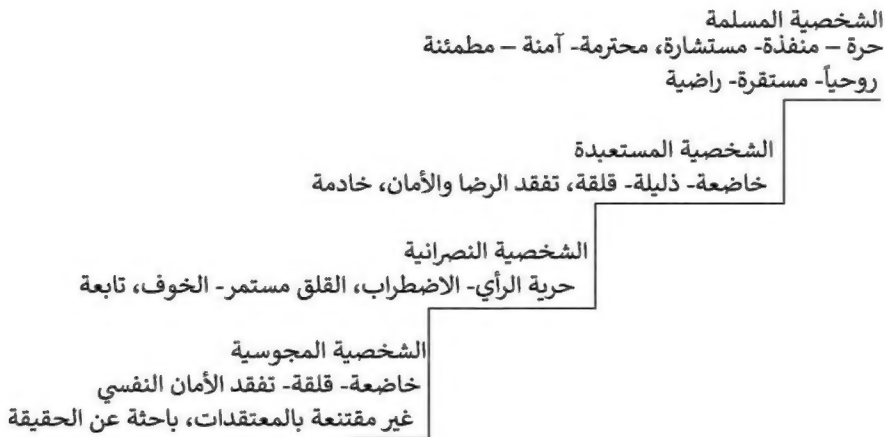 الشخصية المسلمة
حرة – منفذة- مستشارة، محترمة- آمنة – مطمئنة
روحياً- مستقرة- راضية
الشخصية المستعبدة
خاضعة- ذليلة- قلقة، تفقد الرضا والأمان، خادمة
الشخصية النصرانية
حرية الرأي- الاضطراب، القلق مستمر- الخوف، تابعة
الشخصية المجوسية
خاضعة- قلقة- تفقد الأمان النفسي
غير مقتنعة بالمعتقدات، باحثة عن الحقيقة